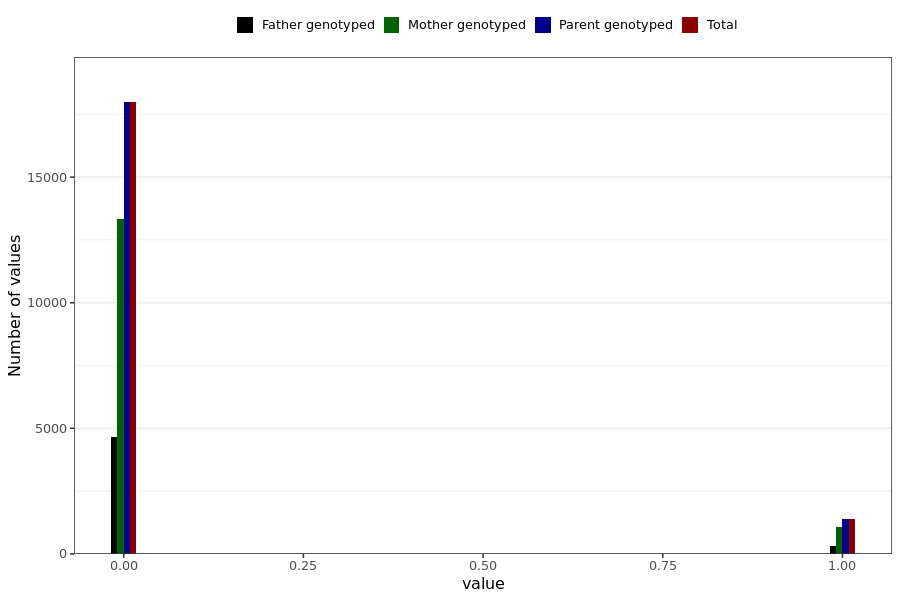 Father genotyped Mother genotyped Parent genotyped Total
Number of values
15000
10000
5000
0
0.00 0.25 0.50 0.75 1.00
value